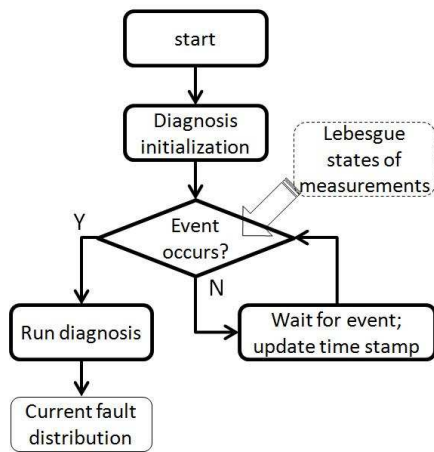 start
Diagnosis
initialization
Lebesgue
states of
measurements
Event
occurs?
Y
N
Run diagnosis
Wait for event;
update time stamp
Current fault
distribution